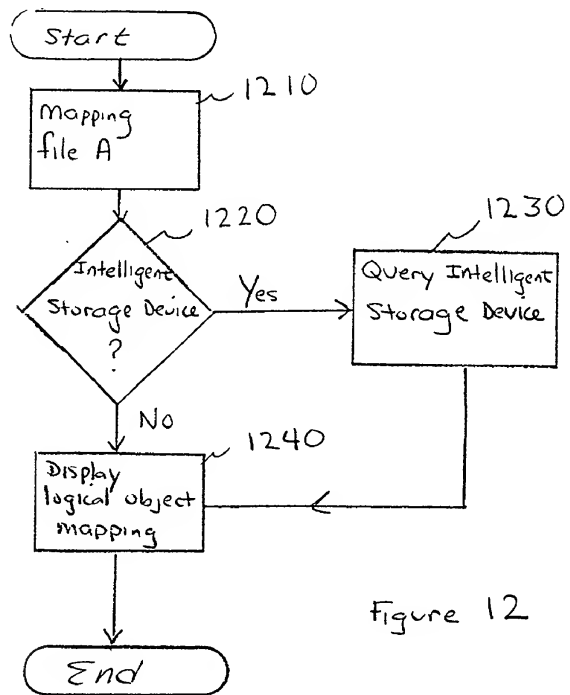 Start
1210
Mapping
file A
1220
Intelligent
Storage Device
?
Yes
1230
Query Intelligent
Storage Device
No
1240
Display
logical object
mapping
End
Figure 12